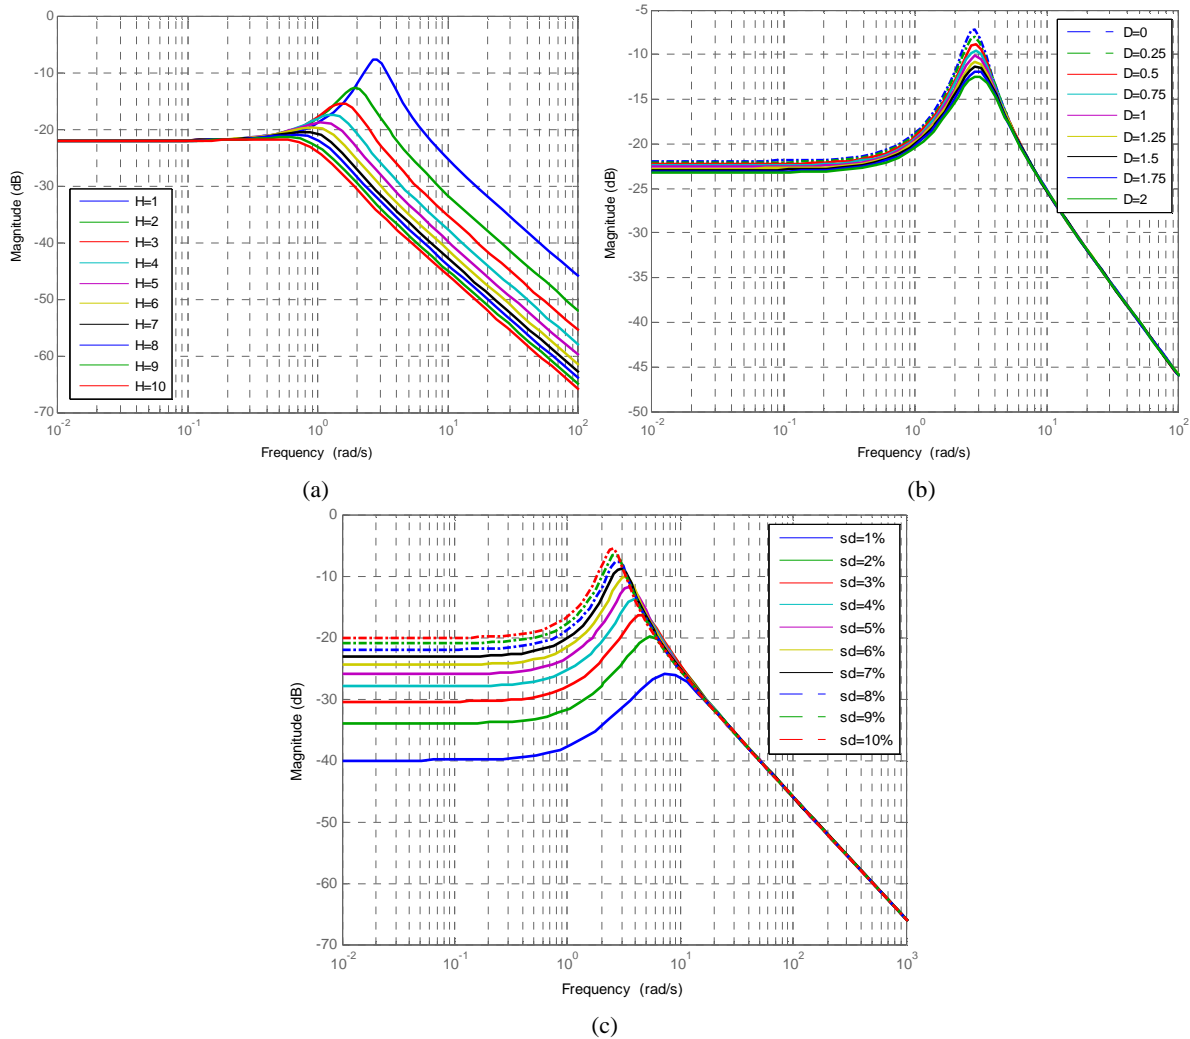 0
-10
-20
-30
-40
-50
-60
-70
Magnitude (dB)
H=1
H=2
H=3
H=4
H=5
H=6
H=7
H=8
H=9
H=10
10^-2
10^-1
10^0
10^1
10^2
Frequency (rad/s)
(a)
-5
-10
-15
-20
-25
-30
-35
-40
-45
-50
Magnitude (dB)
D=0
D=0.25
D=0.5
D=0.75
D=1
D=1.25
D=1.5
D=1.75
D=2
10^-2
10^-1
10^0
10^1
10^2
Frequency (rad/s)
(b)
0
-10
-20
-30
-40
-50
-60
-70
Magnitude (dB)
sd=1%
sd=2%
sd=3%
sd=4%
sd=5%
sd=6%
sd=7%
sd=8%
sd=9%
sd=10%
10^-2
10^-1
10^0
10^1
10^2
10^3
Frequency (rad/s)
(c)